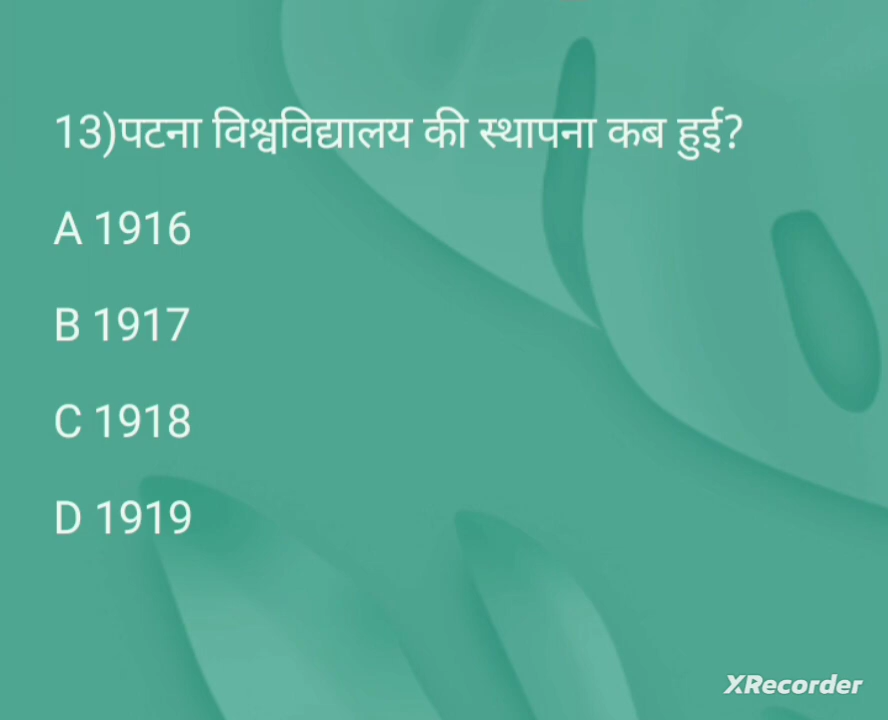 13)पटना विश्वविद्यालय की स्थापना कब हुई?
A 1916
B 1917
C 1918
D 1919
XRecorder